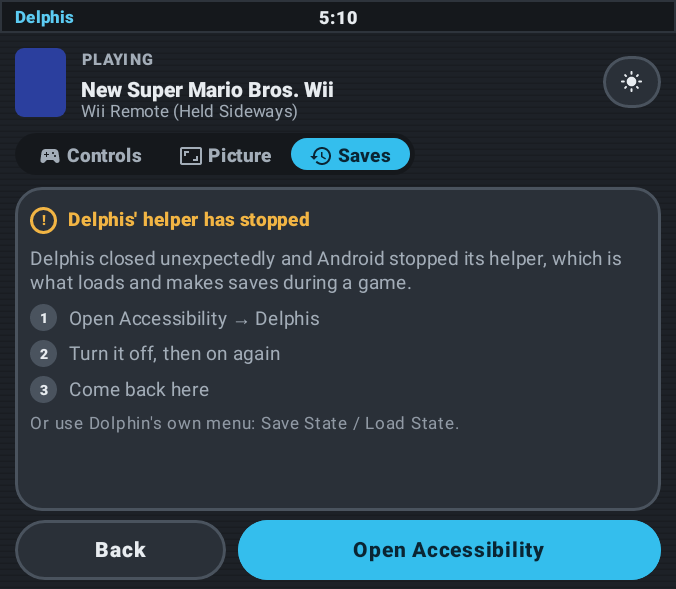 Delphis
5:10
PLAYING
New Super Mario Bros. Wii
Wii Remote (Held Sideways)
Controls
Picture
Saves
! Delphis' helper has stopped
Delphis closed unexpectedly and Android stopped its helper, which is
what loads and makes saves during a game.
1 Open Accessibility → Delphis
2 Turn it off, then on again
3 Come back here
Or use Dolphin's own menu: Save State / Load State.
Back
Open Accessibility